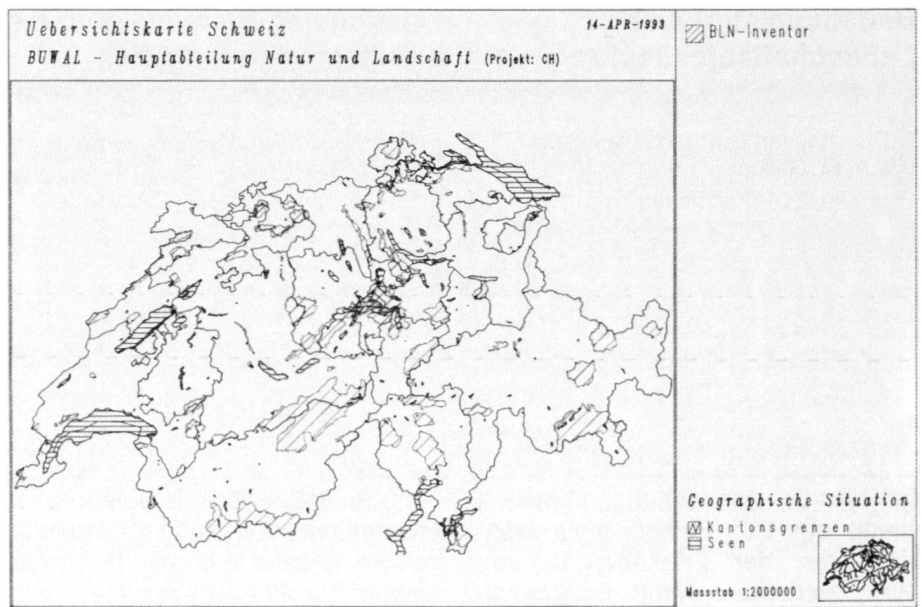 Uebersichtskarte Schweiz
14-APR-1993
BUWAL - Hauptabteilung Natur und Landschaft (Projekt: CH)
BLN-Inventar
Geographische Situation
Kantonsgrenzen
Seen
Massstab 1:2000000